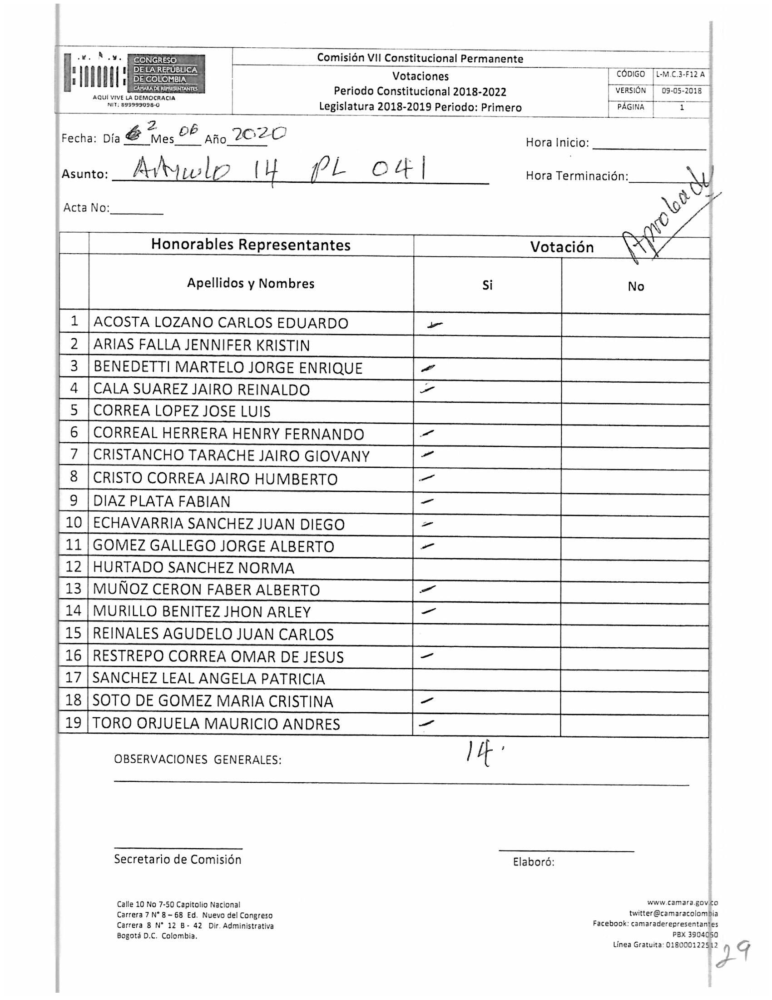 CONGRESO
DE LA REPÚBLICA
DE COLOMBIA
CÁMARA DE REPRESENTANTES
AQUÍ VIVE LA DEMOCRACIA
NIT: 899999098-0
Comisión VII Constitucional Permanente
Votaciones
Periodo Constitucional 2018-2022
Legislatura 2018-2019 Periodo: Primero
CÓDIGO L-M.C.3-F12 A
VERSIÓN 09-05-2018
PÁGINA 1
Fecha: Día 2 Mes 06 Año 2020
Hora Inicio:
Asunto: Artículo 14 PL 041
Hora Terminación:
Aprobado
Acta No:
Honorables Representantes Votación
Apellidos y Nombres Si No
1 ACOSTA LOZANO CARLOS EDUARDO
2 ARIAS FALLA JENNIFER KRISTIN
3 BENEDETTI MARTELO JORGE ENRIQUE
4 CALA SUAREZ JAIRO REINALDO
5 CORREA LOPEZ JOSE LUIS
6 CORREAL HERRERA HENRY FERNANDO
7 CRISTANCHO TARACHE JAIRO GIOVANY
8 CRISTO CORREA JAIRO HUMBERTO
9 DIAZ PLATA FABIAN
10 ECHAVARRIA SANCHEZ JUAN DIEGO
11 GOMEZ GALLEGO JORGE ALBERTO
12 HURTADO SANCHEZ NORMA
13 MUÑOZ CERON FABER ALBERTO
14 MURILLO BENITEZ JHON ARLEY
15 REINALES AGUDELO JUAN CARLOS
16 RESTREPO CORREA OMAR DE JESUS
17 SANCHEZ LEAL ANGELA PATRICIA
18 SOTO DE GOMEZ MARIA CRISTINA
19 TORO ORJUELA MAURICIO ANDRES
14
OBSERVACIONES GENERALES:
Secretario de Comisión
Elaboró:
Calle 10 No 7-50 Capitolio Nacional
Carrera 7 N° 8 – 68 Ed. Nuevo del Congreso
Carrera 8 N° 12 B - 42 Dir. Administrativa
Bogotá D.C. Colombia.
www.camara.gov.co
twitter@camaracolombia
Facebook: camaraderepresentantes
PBX 3904050
Línea Gratuita: 018000122512
29